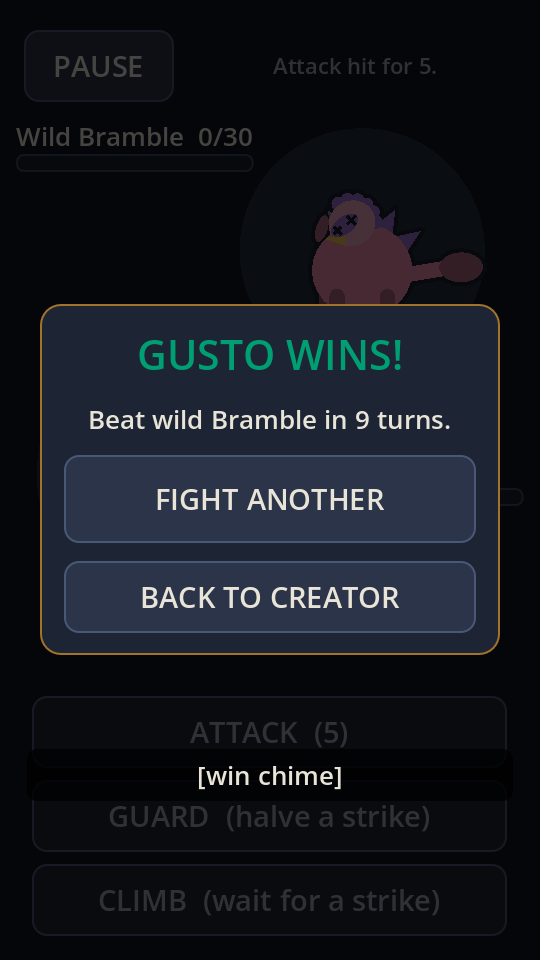 PAUSE
Attack hit for 5.
Wild Bramble 0/30
GUSTO WINS!
Beat wild Bramble in 9 turns.
FIGHT ANOTHER
BACK TO CREATOR
ATTACK (5)
[win chime]
GUARD (halve a strike)
CLIMB (wait for a strike)